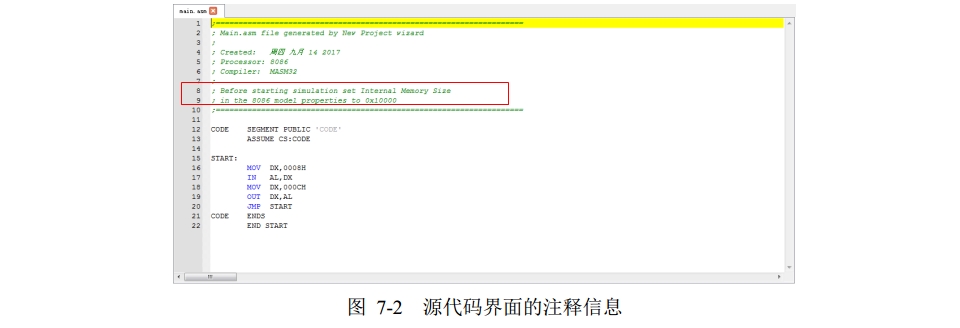 main.asm
1 ;====================================================================
2 ; Main.asm file generated by New Project wizard
3 ;
4 ; Created:   周四 九月 14 2017
5 ; Processor: 8086
6 ; Compiler:  MASM32
7 ;
8 ; Before starting simulation set Internal Memory Size
9 ; in the 8086 model properties to 0x10000
10 ;====================================================================
11
12 CODE    SEGMENT PUBLIC 'CODE'
13         ASSUME CS:CODE
14
15 START:
16         MOV  DX,0008H
17         IN   AL,DX
18         MOV  DX,000CH
19         OUT  DX,AL
20         JMP  START
21 CODE    ENDS
22         END START
图 7-2 源代码界面的注释信息